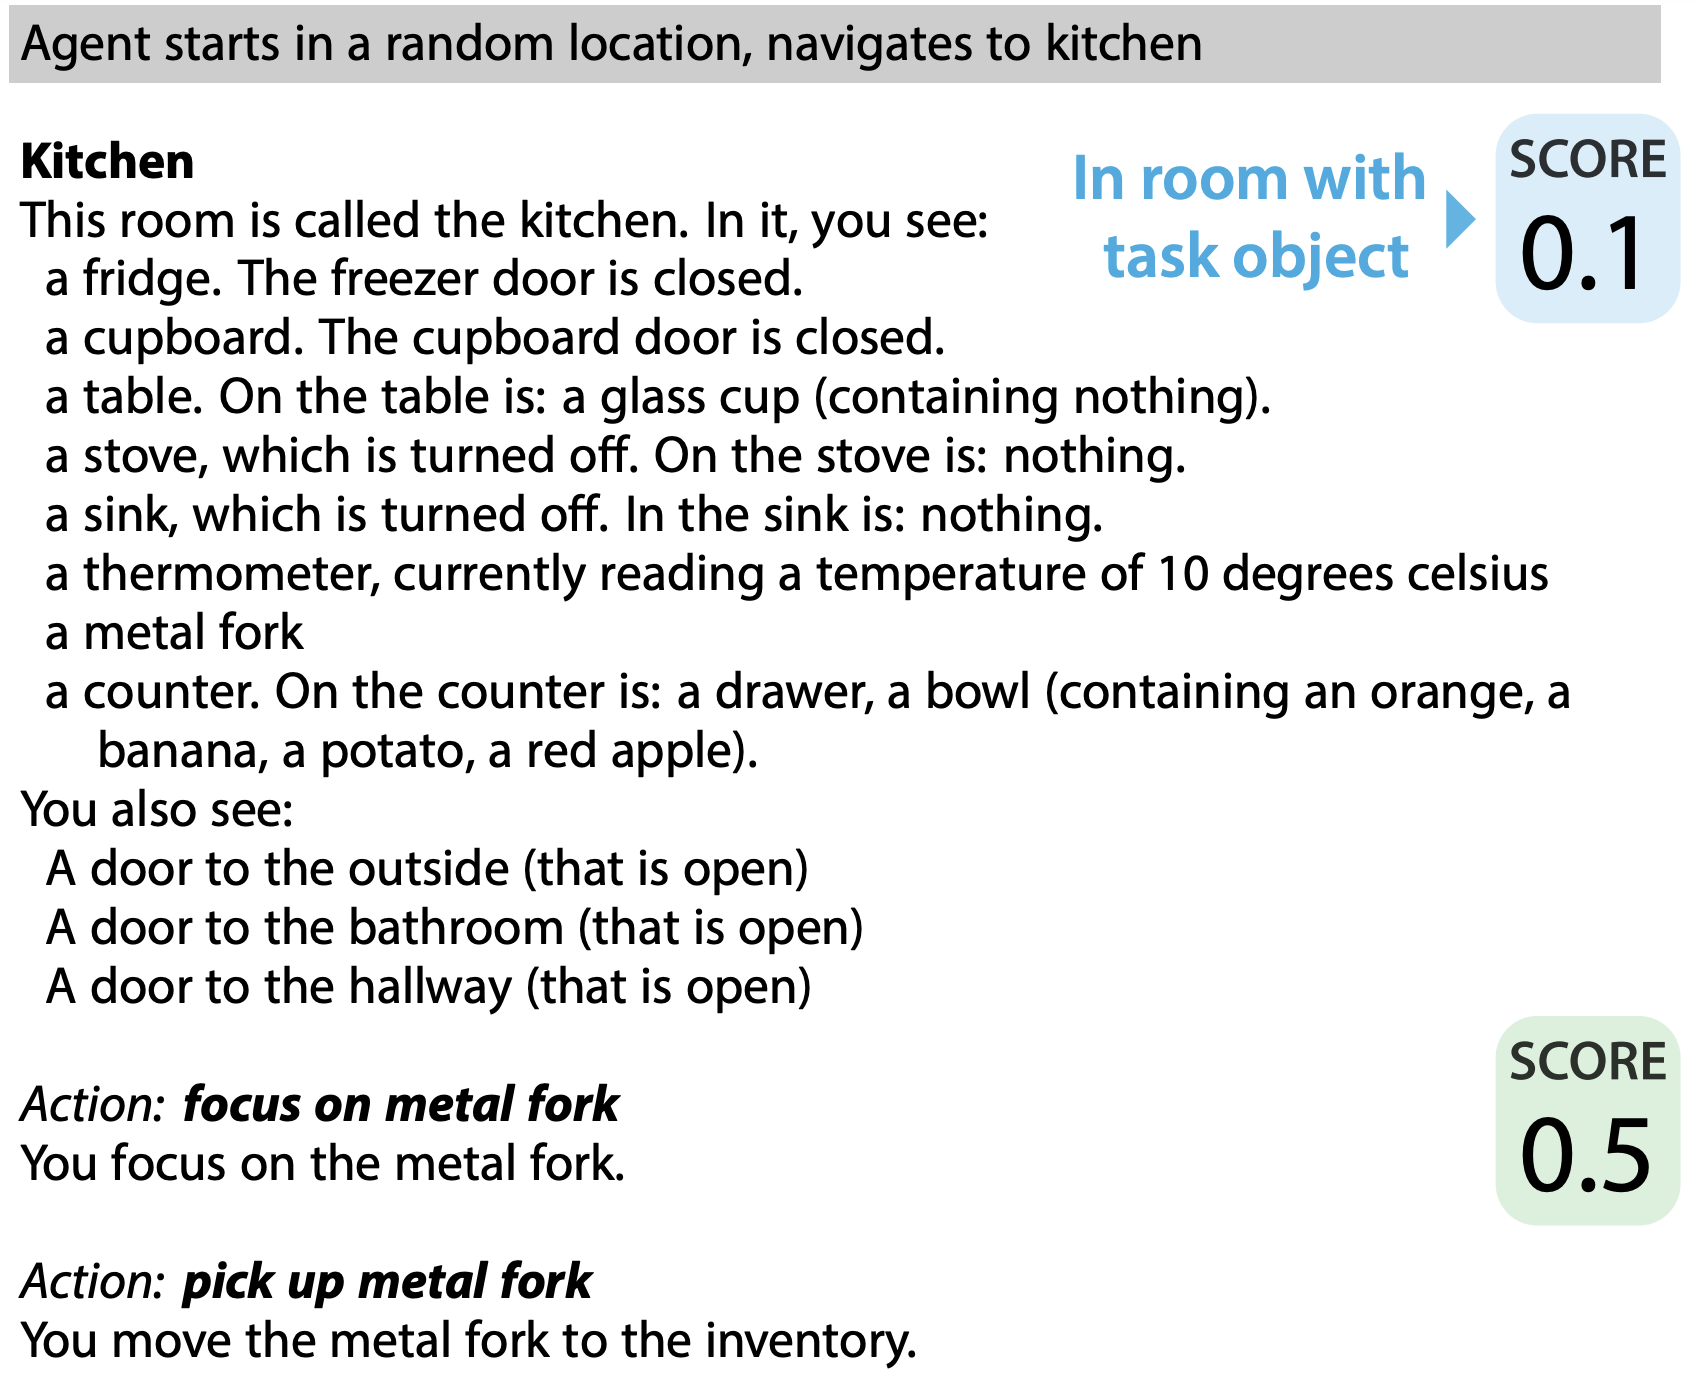 Agent starts in a random location, navigates to kitchen
Kitchen
This room is called the kitchen. In it, you see:
a fridge. The freezer door is closed.
a cupboard. The cupboard door is closed.
a table. On the table is: a glass cup (containing nothing).
a stove, which is turned off. On the stove is: nothing.
a sink, which is turned off. In the sink is: nothing.
a thermometer, currently reading a temperature of 10 degrees celsius
a metal fork
a counter. On the counter is: a drawer, a bowl (containing an orange, a
banana, a potato, a red apple).
You also see:
A door to the outside (that is open)
A door to the bathroom (that is open)
A door to the hallway (that is open)
In room with
task object
SCORE
0.1
Action: focus on metal fork
You focus on the metal fork.
SCORE
0.5
Action: pick up metal fork
You move the metal fork to the inventory.